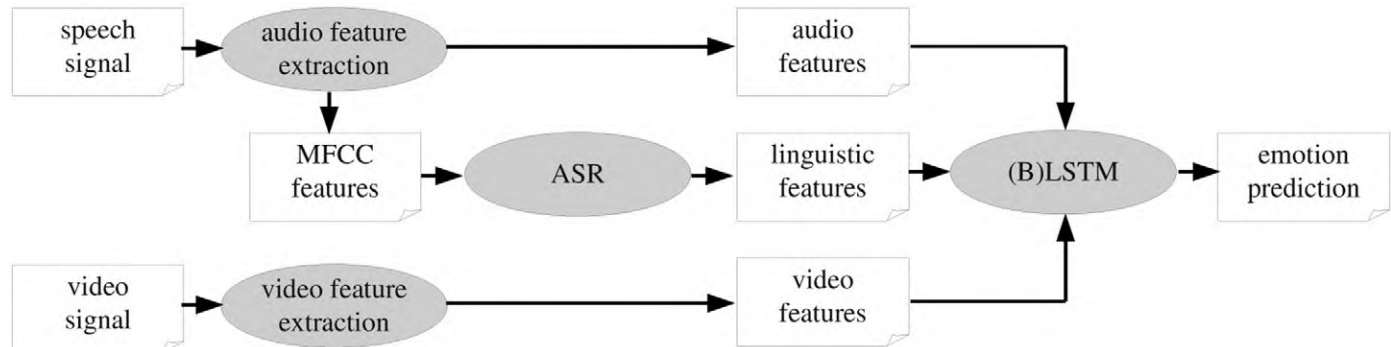 speech
signal
audio feature
extraction
audio
features
MFCC
features
ASR
linguistic
features
(B)LSTM
emotion
prediction
video
signal
video feature
extraction
video
features